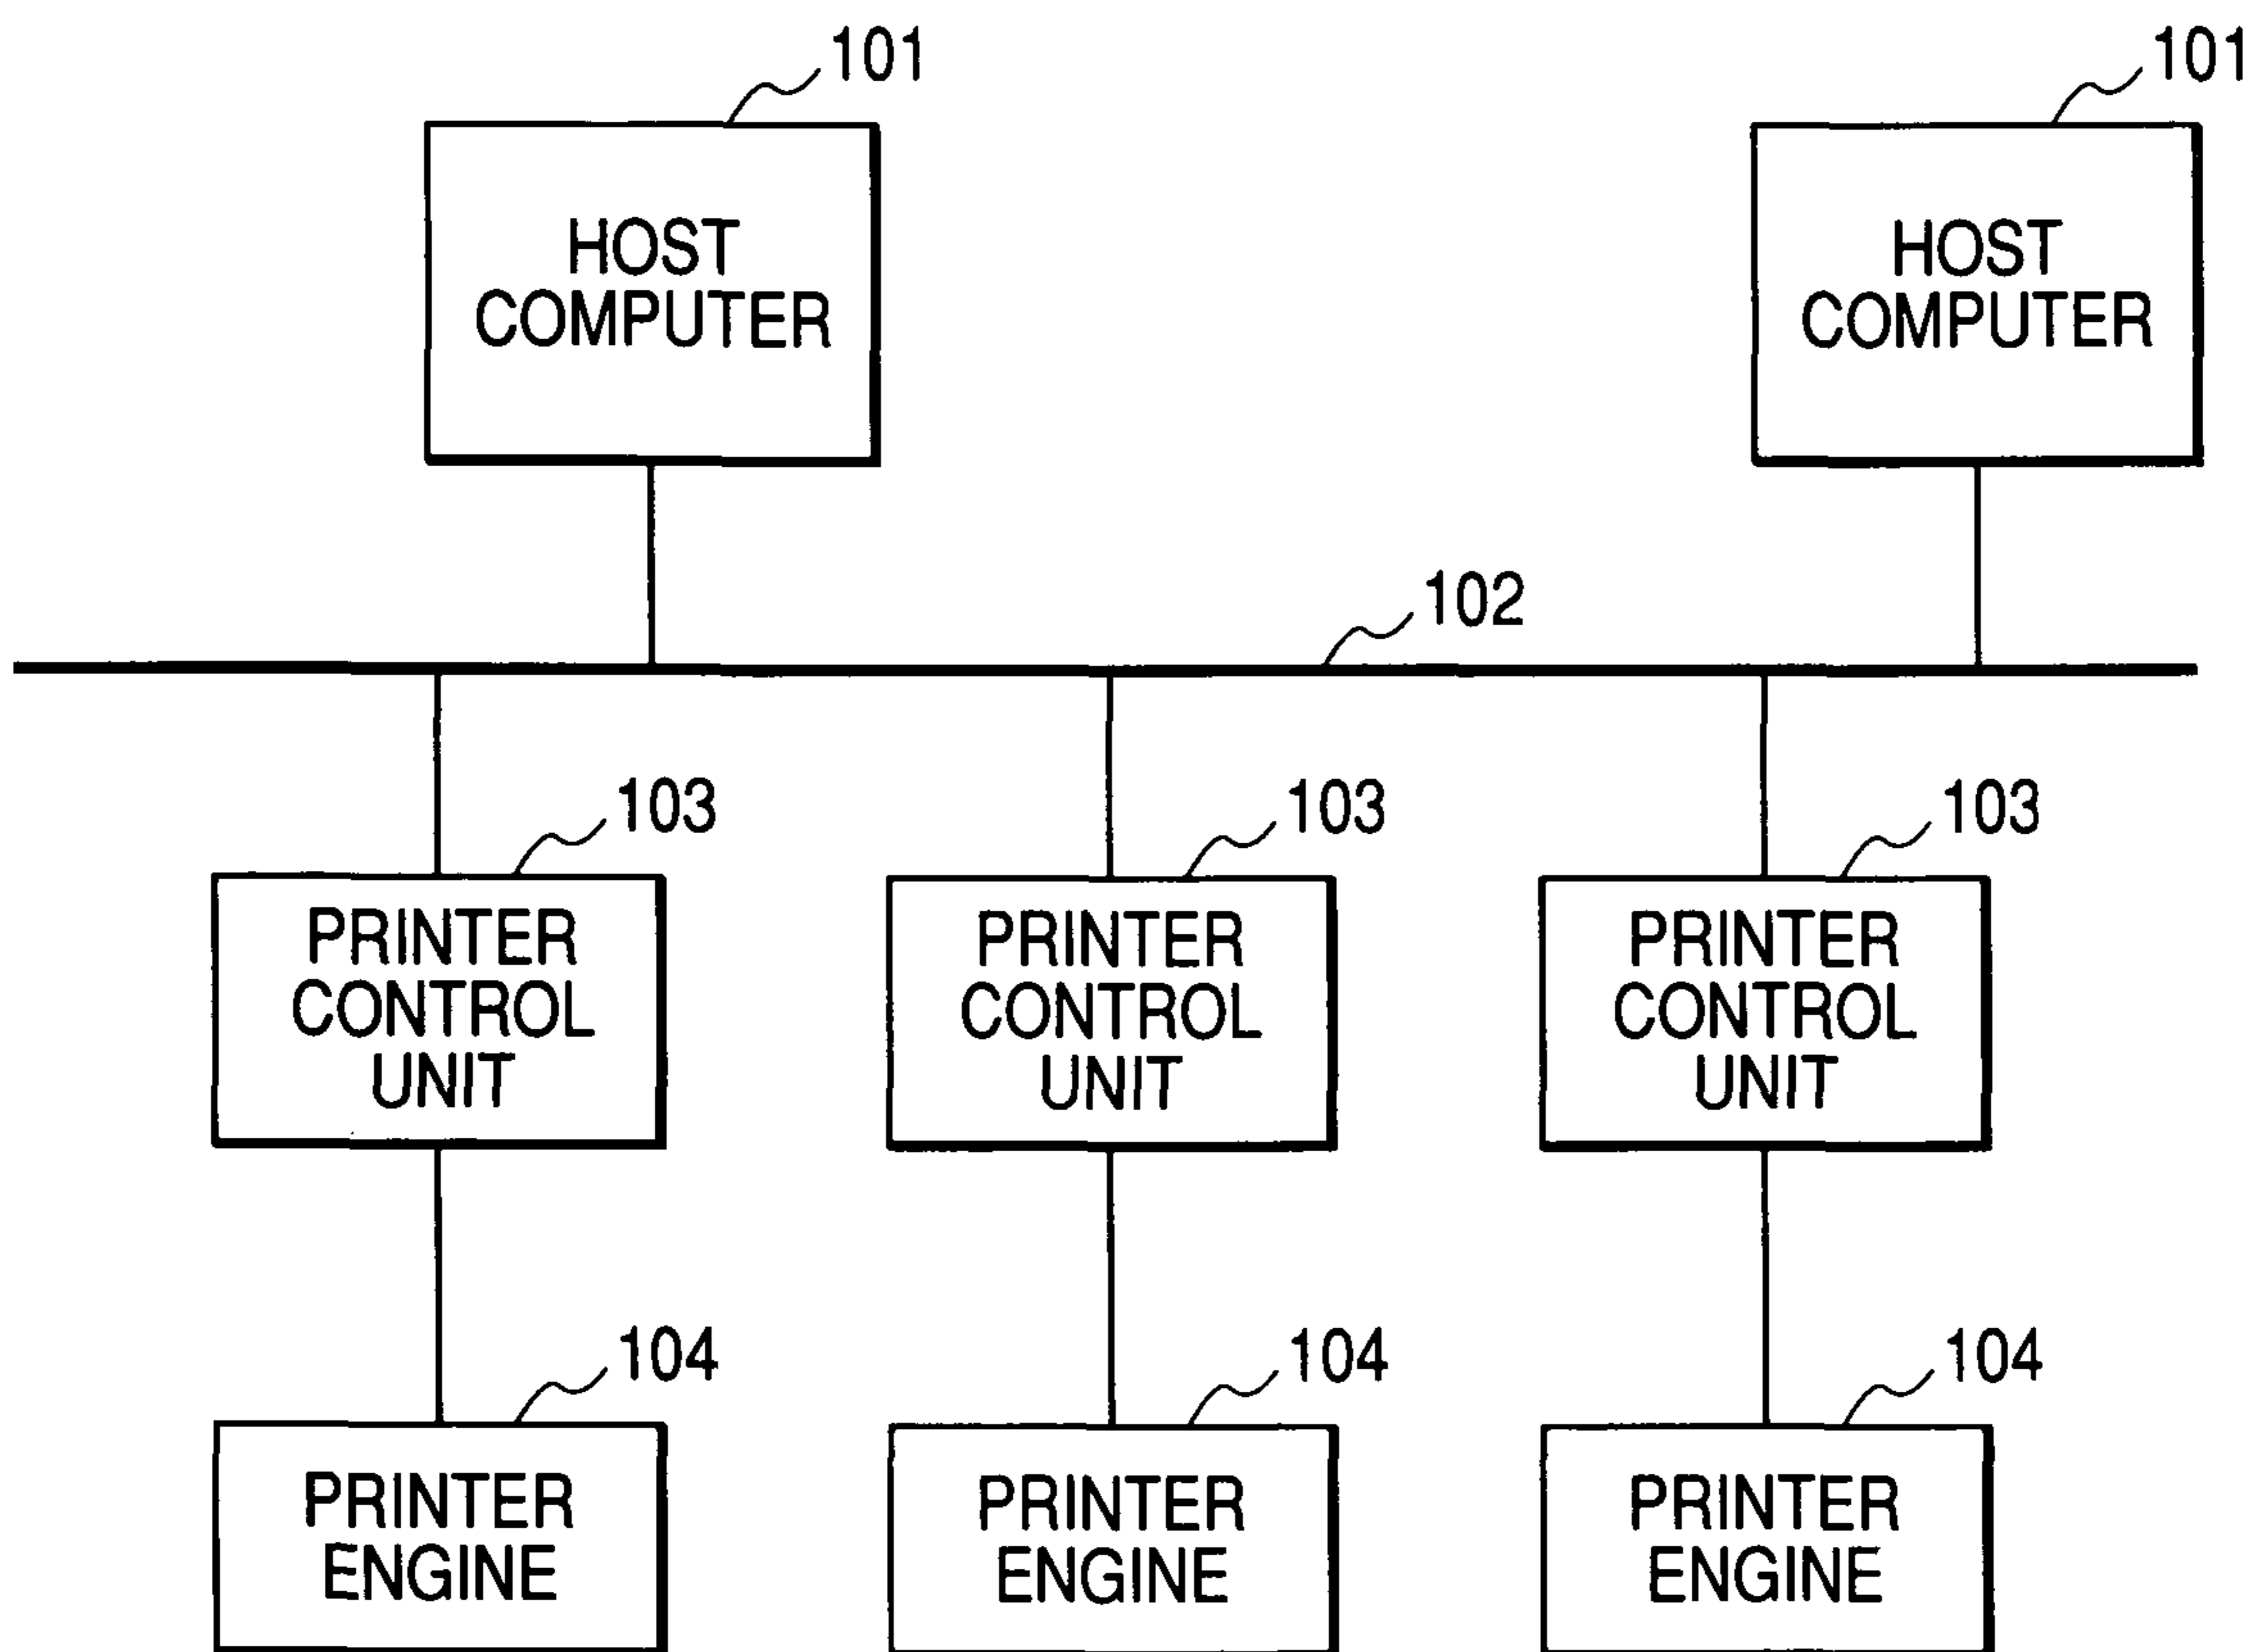 101
101
HOST
COMPUTER
HOST
COMPUTER
102
103
103
103
PRINTER
CONTROL
UNIT
PRINTER
CONTROL
UNIT
PRINTER
CONTROL
UNIT
104
104
104
PRINTER
ENGINE
PRINTER
ENGINE
PRINTER
ENGINE